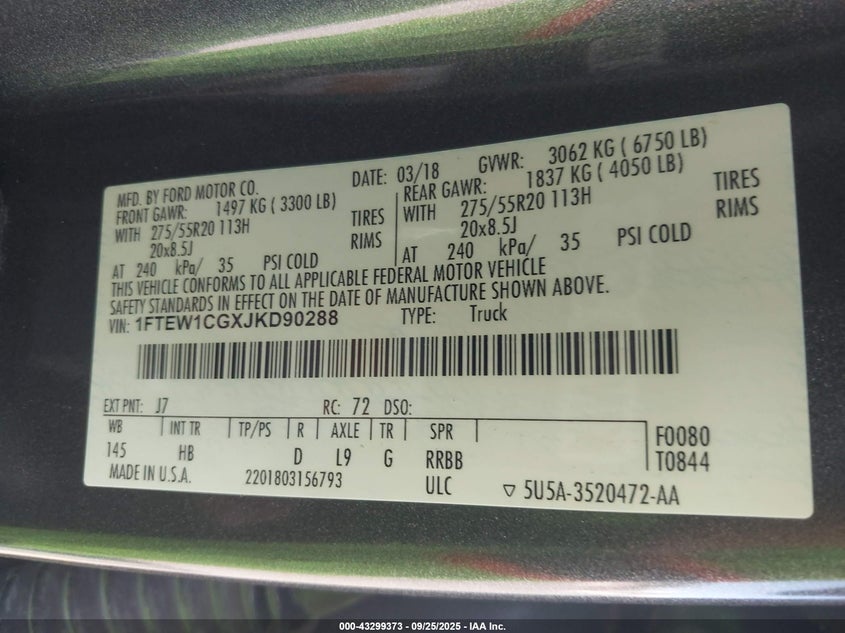 MFD. BY FORD MOTOR CO. DATE: 03/18 GVWR: 3062 KG ( 6750 LB)
FRONT GAWR: 1497 KG ( 3300 LB) REAR GAWR: 1837 KG ( 4050 LB)
WITH 275/55R20 113H TIRES WITH 275/55R20 113H TIRES
20x8.5J RIMS 20x8.5J RIMS
AT 240 kPa/ 35 PSI COLD AT 240 kPa/ 35 PSI COLD
THIS VEHICLE CONFORMS TO ALL APPLICABLE FEDERAL MOTOR VEHICLE
SAFETY STANDARDS IN EFFECT ON THE DATE OF MANUFACTURE SHOWN ABOVE.
VIN: 1FTEW1CGXJKD90288 TYPE: Truck
EXT PNT: J7 RC: 72 DSO:
WB INT TR TP/PS R AXLE TR SPR F0080
145 HB D L9 G RRBB T0844
MADE IN U.S.A. 2201803156793 ULC ▽ 5U5A-3520472-AA
000-43299373 - 09/25/2025 - IAA Inc.